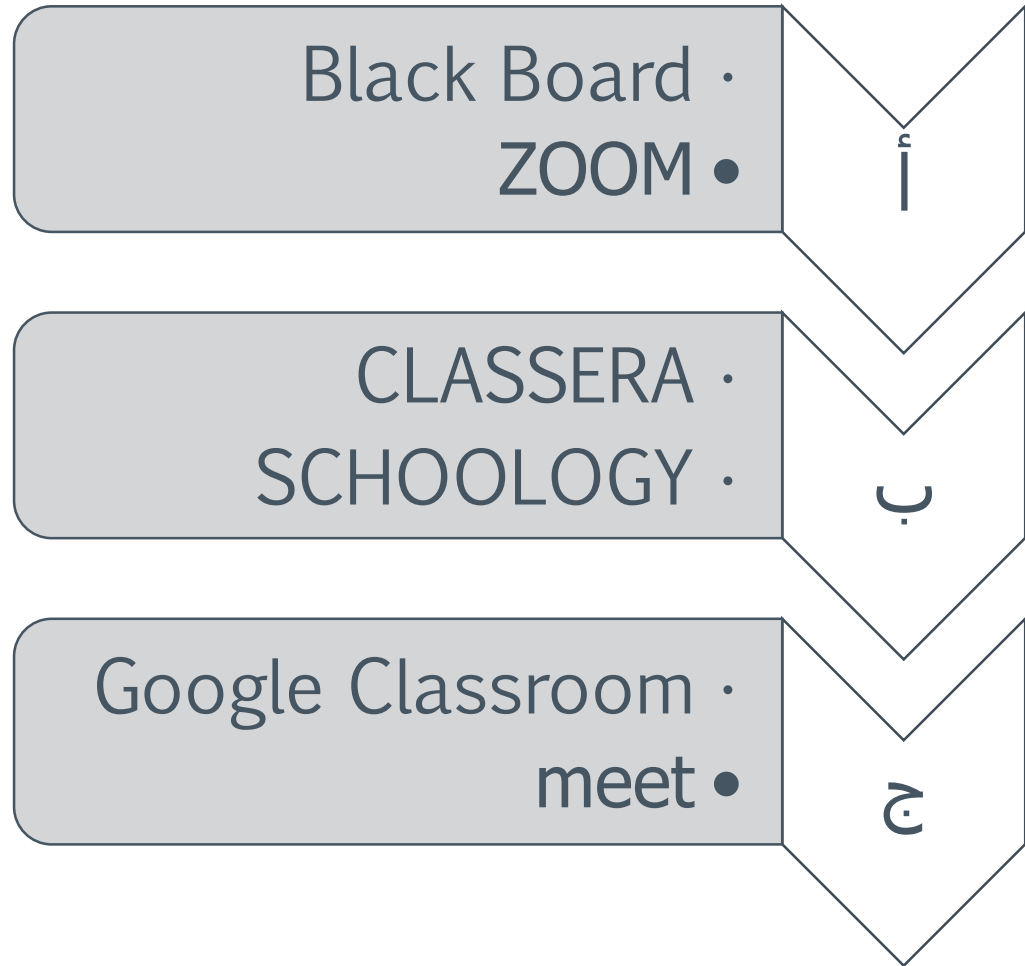 أ
· Black Board
• ZOOM
ب
· CLASSERA
· SCHOOLOGY
ج
· Google Classroom
• meet